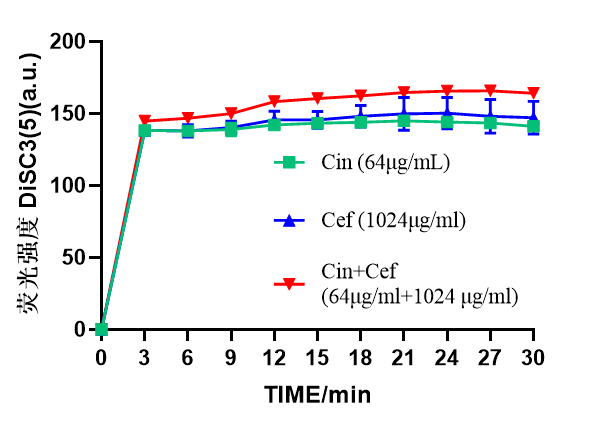 荧光强度 DiSC3(5)(a.u.)
200
150
100
50
0
Cin (64μg/mL)
Cef (1024μg/ml)
Cin+Cef
(64μg/ml+1024 μg/ml)
0 3 6 9 12 15 18 21 24 27 30
TIME/min